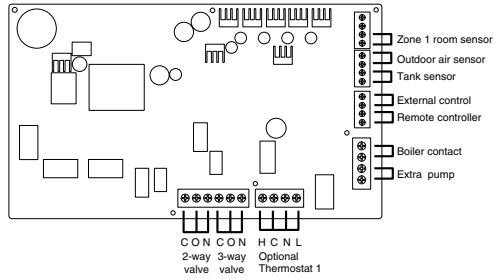 Zone 1 room sensor
Outdoor air sensor
Tank sensor
External control
Remote controller
Boiler contact
Extra pump
C O N C O N H C N L
2-way 3-way Optional
valve valve Thermostat 1